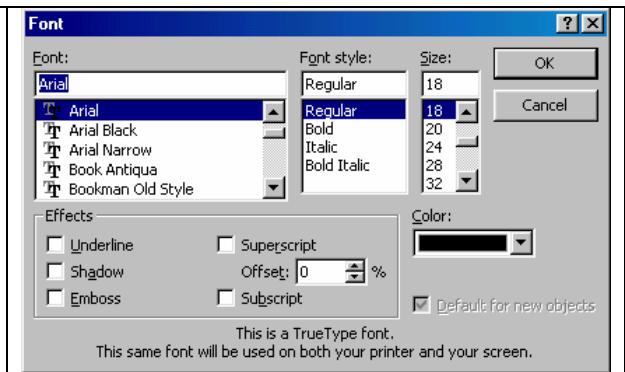 Font
Font: Font style: Size:
Arial Regular 18 OK
Arial Regular 18 Cancel
Arial Black Bold 20
Arial Narrow Italic 24
Book Antiqua Bold Italic 28
Bookman Old Style 32
Effects Color:
Underline Superscript
Shadow Offset: 0 %
Emboss Subscript Default for new objects
This is a TrueType font.
This same font will be used on both your printer and your screen.